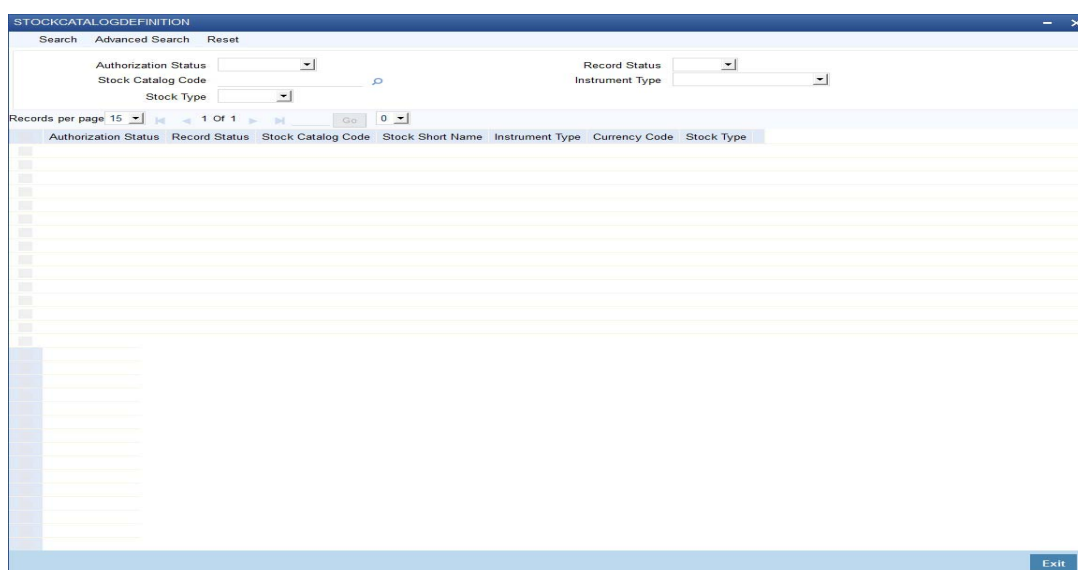 STOCKCATALOGDEFINITION
Search Advanced Search Reset
Authorization Status Record Status
Stock Catalog Code Instrument Type
Stock Type
Records per page 15 1 Of 1 Go 0
Authorization Status Record Status Stock Catalog Code Stock Short Name Instrument Type Currency Code Stock Type
Exit